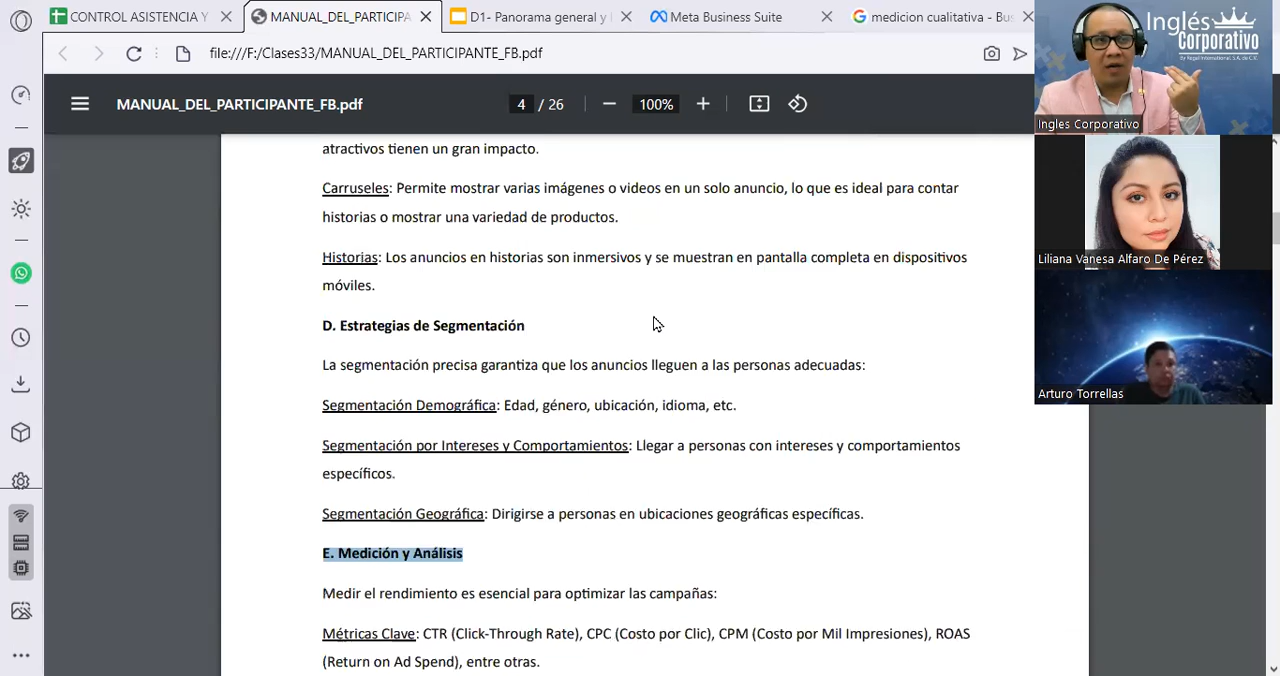 CONTROL ASISTENCIA Y
MANUAL_DEL_PARTICIPA
D1- Panorama general y
Meta Business Suite
medicion cualitativa - Bus
file:///F:/Clases33/MANUAL_DEL_PARTICIPANTE_FB.pdf
MANUAL_DEL_PARTICIPANTE_FB.pdf
4 / 26
100%
atractivos tienen un gran impacto.
Carruseles: Permite mostrar varias imágenes o videos en un solo anuncio, lo que es ideal para contar
historias o mostrar una variedad de productos.
Historias: Los anuncios en historias son inmersivos y se muestran en pantalla completa en dispositivos
móviles.
D. Estrategias de Segmentación
La segmentación precisa garantiza que los anuncios lleguen a las personas adecuadas:
Segmentación Demográfica: Edad, género, ubicación, idioma, etc.
Segmentación por Intereses y Comportamientos: Llegar a personas con intereses y comportamientos
específicos.
Segmentación Geográfica: Dirigirse a personas en ubicaciones geográficas específicas.
E. Medición y Análisis
Medir el rendimiento es esencial para optimizar las campañas:
Métricas Clave: CTR (Click-Through Rate), CPC (Costo por Clic), CPM (Costo por Mil Impresiones), ROAS
(Return on Ad Spend), entre otras.
Inglés
Corporativo
By Regal International, S.A. de C.V.
Ingles Corporativo
Liliana Vanesa Alfaro De Pérez
Arturo Torrellas